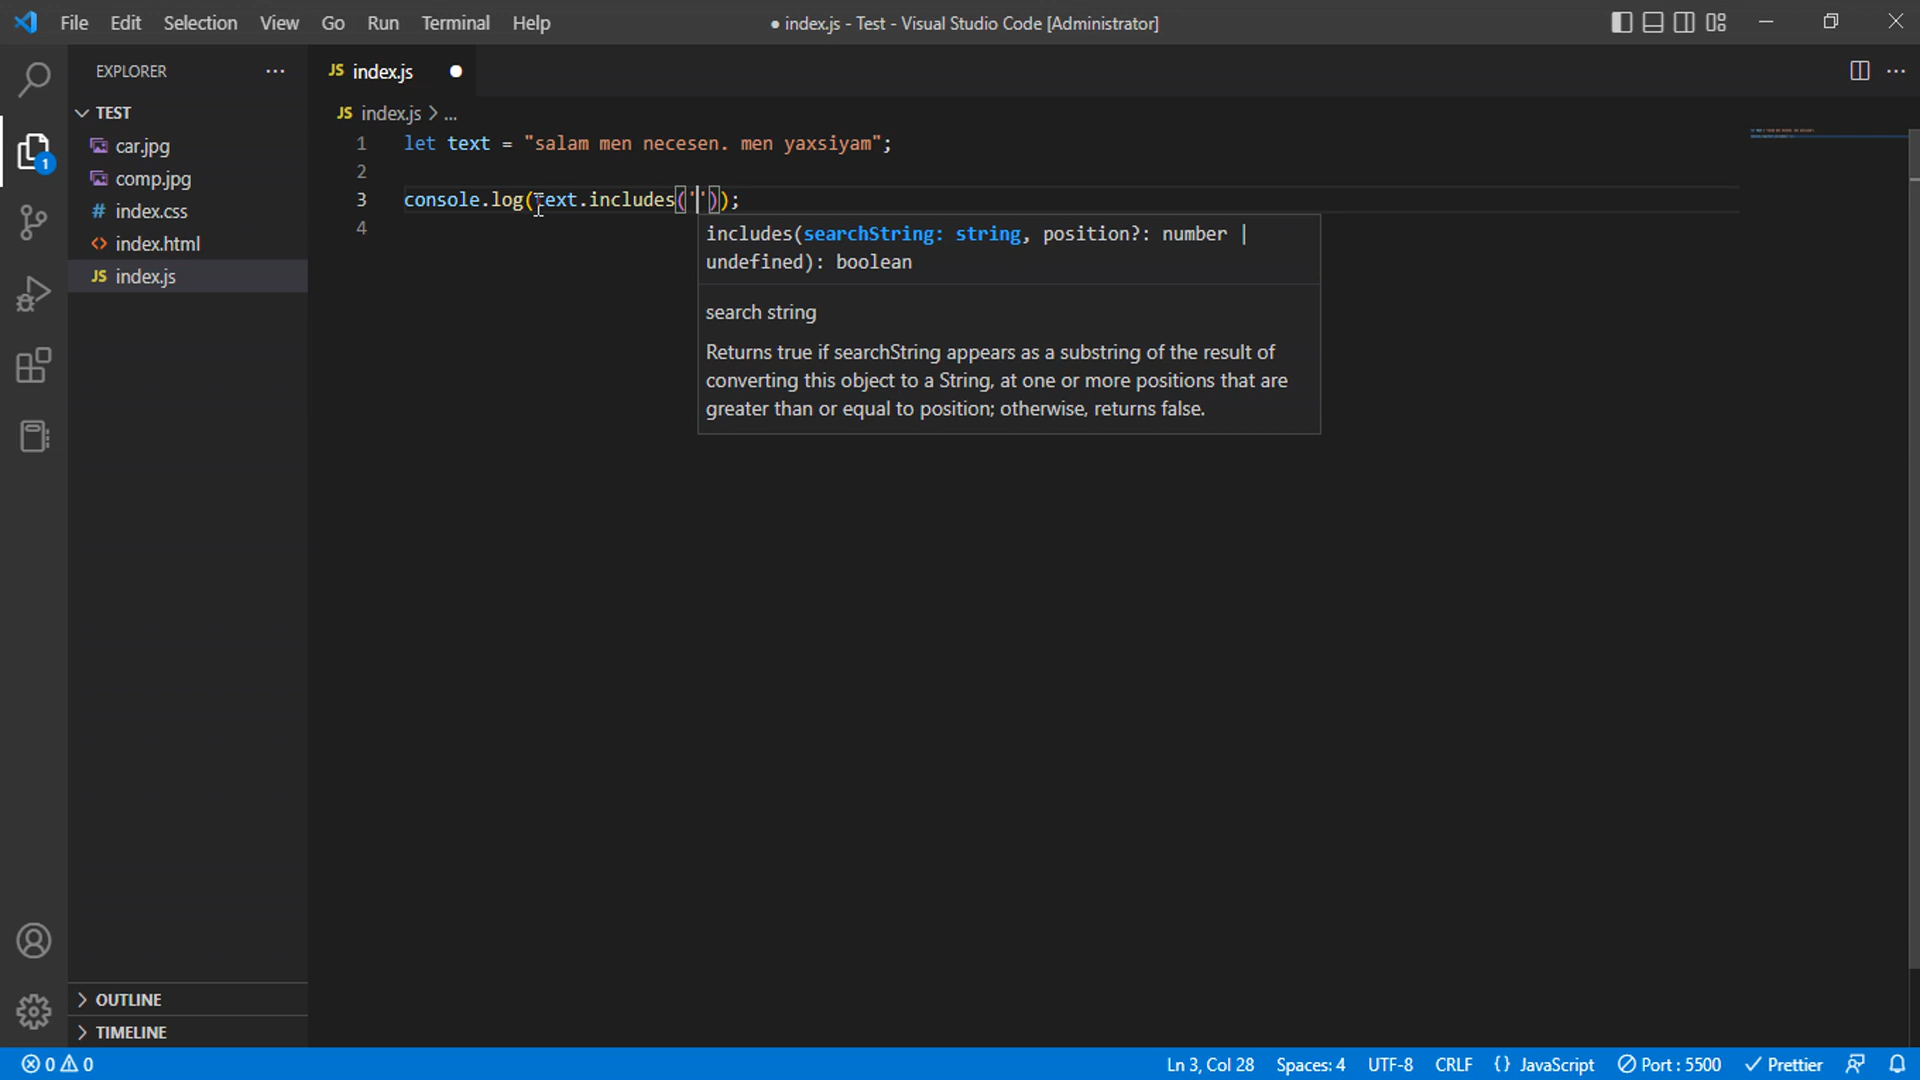 File Edit Selection View Go Run Terminal Help
● index.js - Test - Visual Studio Code [Administrator]
EXPLORER ···
JS index.js ●
TEST
JS index.js > ...
car.jpg
comp.jpg
# index.css
<> index.html
JS index.js
1 let text = "salam men necesen. men yaxsiyam";
2
3 console.log(text.includes(''));
4
includes(searchString: string, position?: number |
undefined): boolean
search string
Returns true if searchString appears as a substring of the result of
converting this object to a String, at one or more positions that are
greater than or equal to position; otherwise, returns false.
1
OUTLINE
TIMELINE
0 0
Ln 3, Col 28 Spaces: 4 UTF-8 CRLF {} JavaScript Port : 5500 Prettier